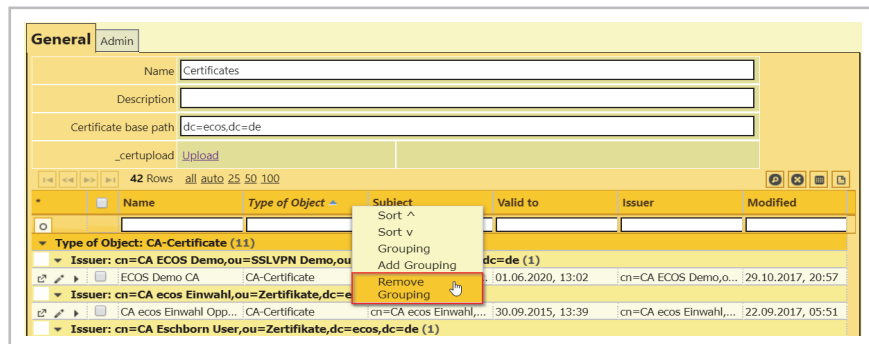 General Admin
Name Certificates
Description
Certificate base path dc=ecos,dc=de
_certupload Upload
42 Rows all auto 25 50 100
* Name Type of Object Subject Valid to Issuer Modified
Sort ^
Sort v
Grouping
Add Grouping
Remove
Grouping
Type of Object: CA-Certificate (11)
Issuer: cn=CA ECOS Demo,ou=SSLVPN Demo,ou dc=de (1)
ECOS Demo CA CA-Certificate 01.06.2020, 13:02 cn=CA ECOS Demo,o... 29.10.2017, 20:57
Issuer: cn=CA ecos Einwahl,ou=Zertifikate,dc=e
CA ecos Einwahl Opp... CA-Certificate cn=CA ecos Einwahl,... 30.09.2015, 13:39 cn=CA ecos Einwahl,... 22.09.2017, 05:51
Issuer: cn=CA Eschborn User,ou=Zertifikate,dc=ecos,dc=de (1)